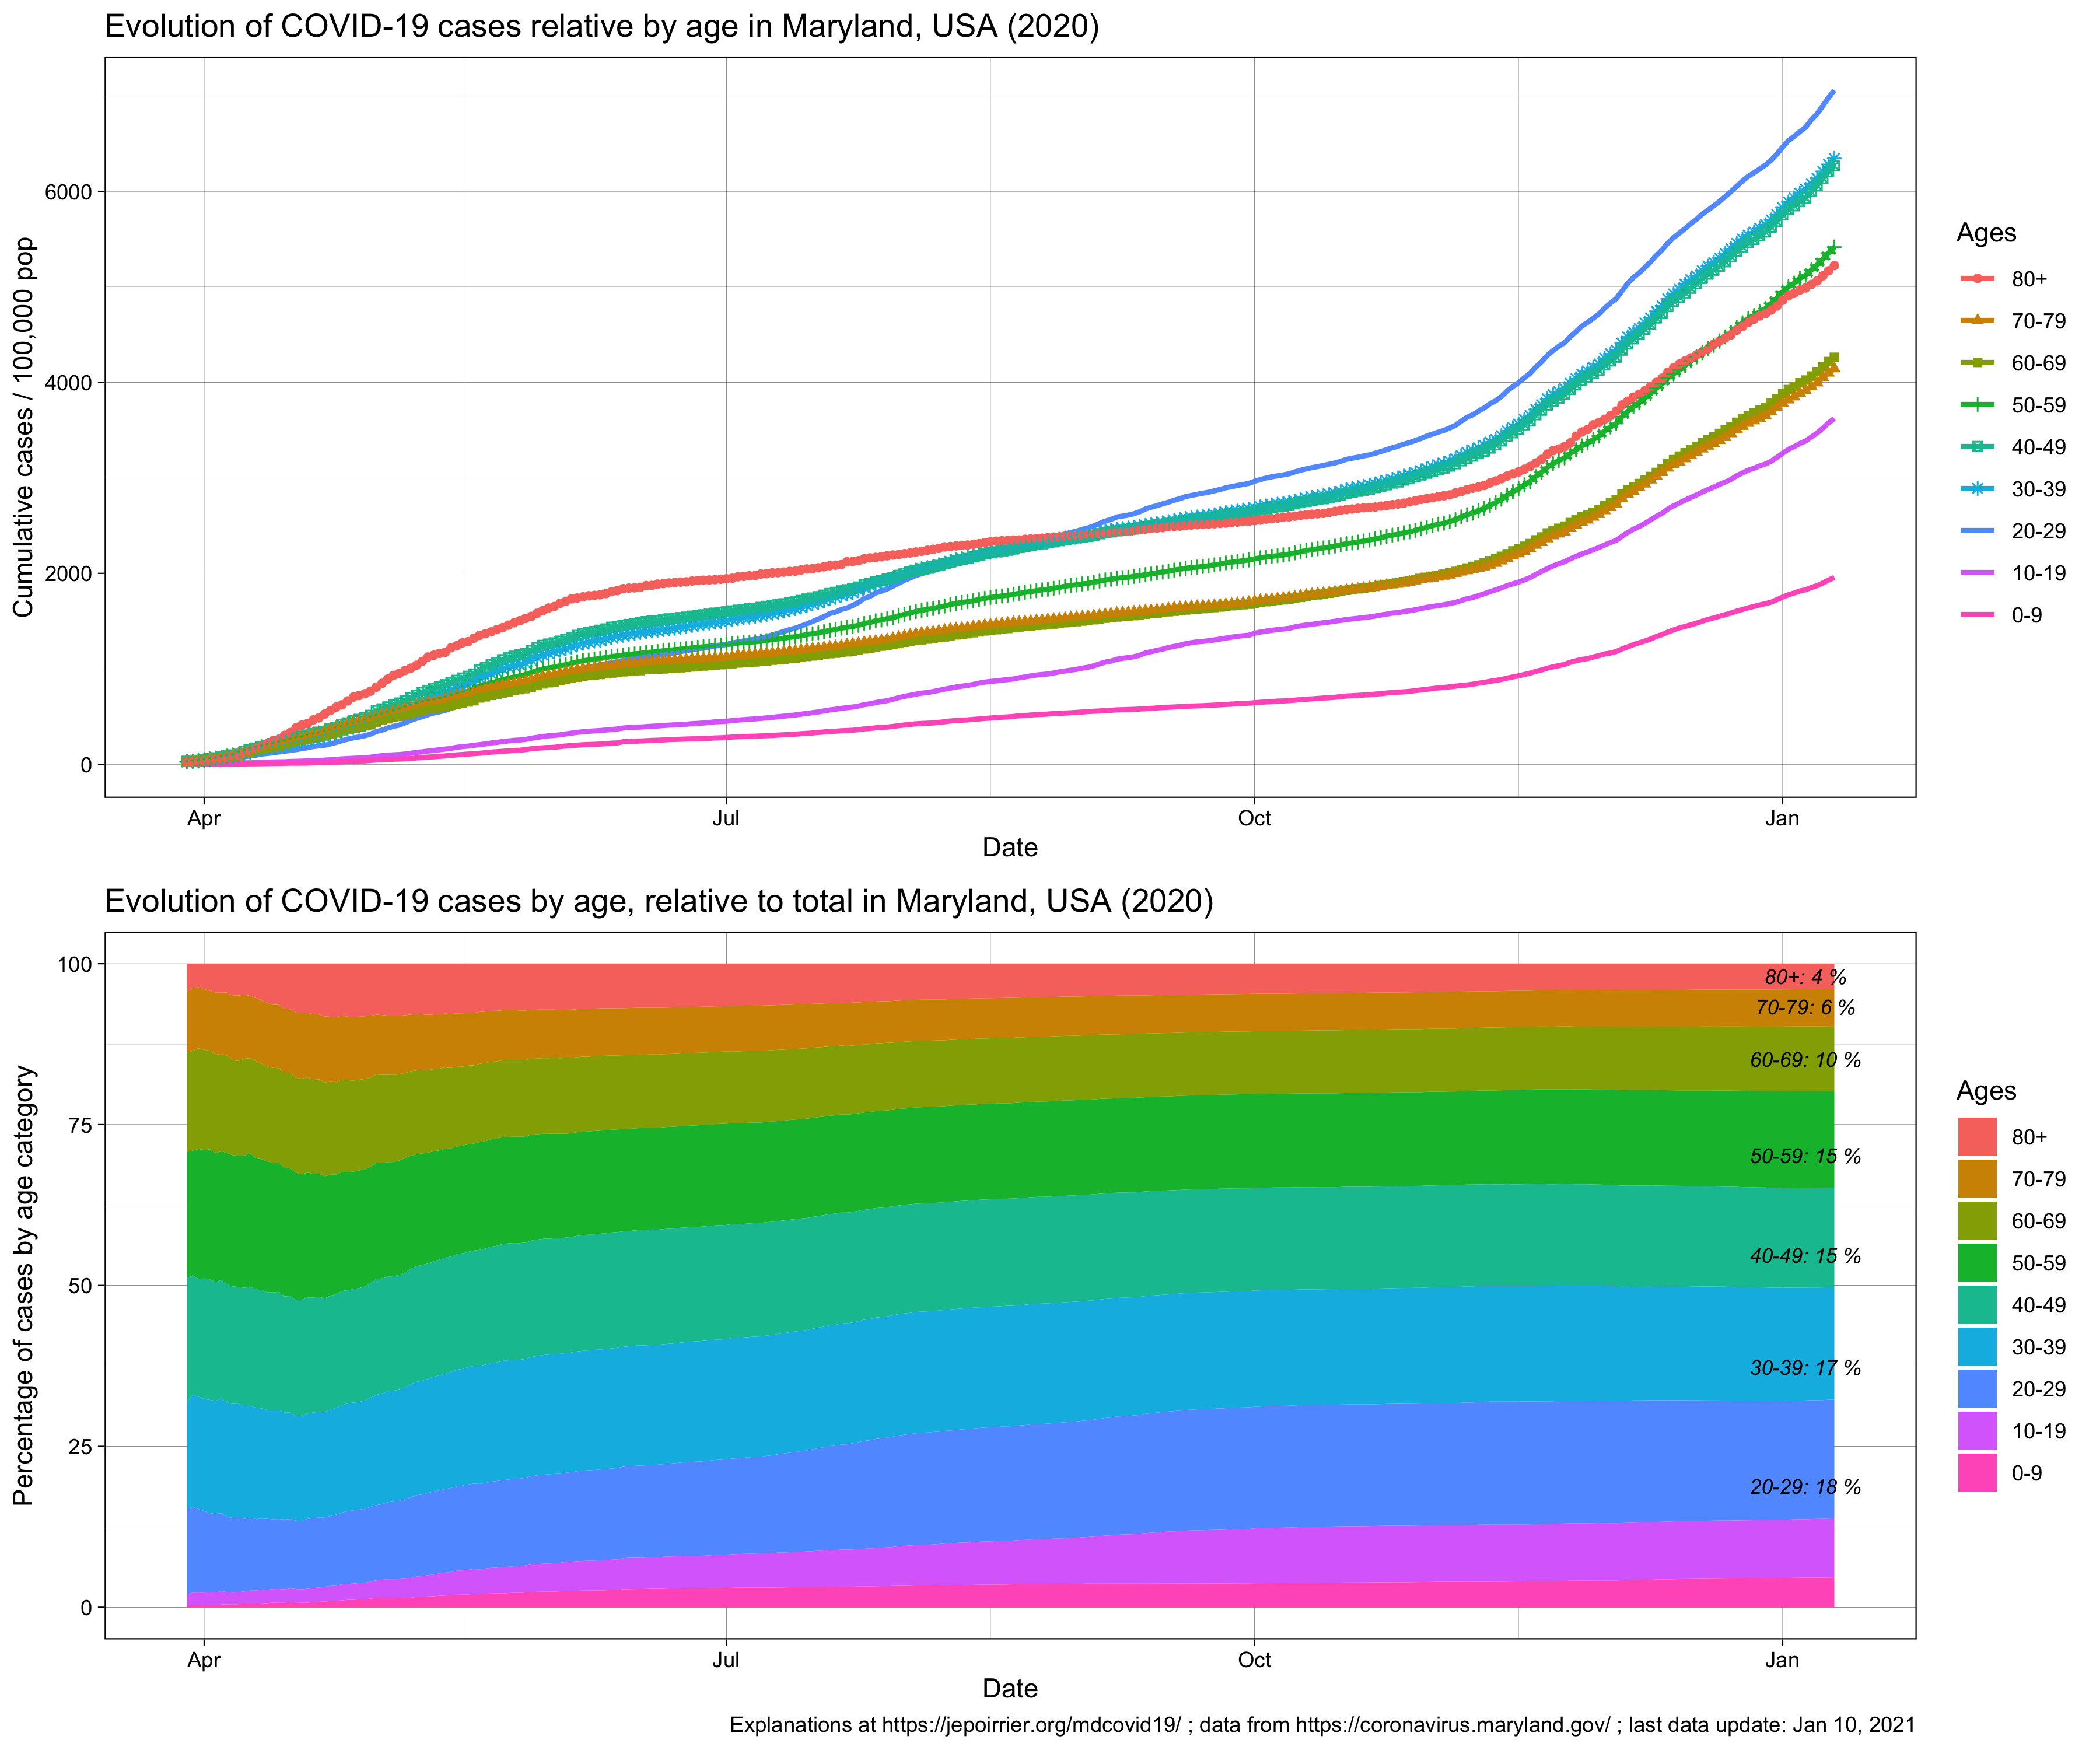 Evolution of COVID-19 cases relative by age in Maryland, USA (2020)
Cumulative cases / 100,000 pop
6000
4000
2000
0
Apr
Jul
Oct
Jan
Date
Ages
80+
70-79
60-69
50-59
40-49
30-39
20-29
10-19
0-9
Evolution of COVID-19 cases by age, relative to total in Maryland, USA (2020)
Percentage of cases by age category
100
75
50
25
0
80+: 4 %
70-79: 6 %
60-69: 10 %
50-59: 15 %
40-49: 15 %
30-39: 17 %
20-29: 18 %
Apr
Jul
Oct
Jan
Date
Ages
80+
70-79
60-69
50-59
40-49
30-39
20-29
10-19
0-9
Explanations at https://jepoirrier.org/mdcovid19/ ; data from https://coronavirus.maryland.gov/ ; last data update: Jan 10, 2021